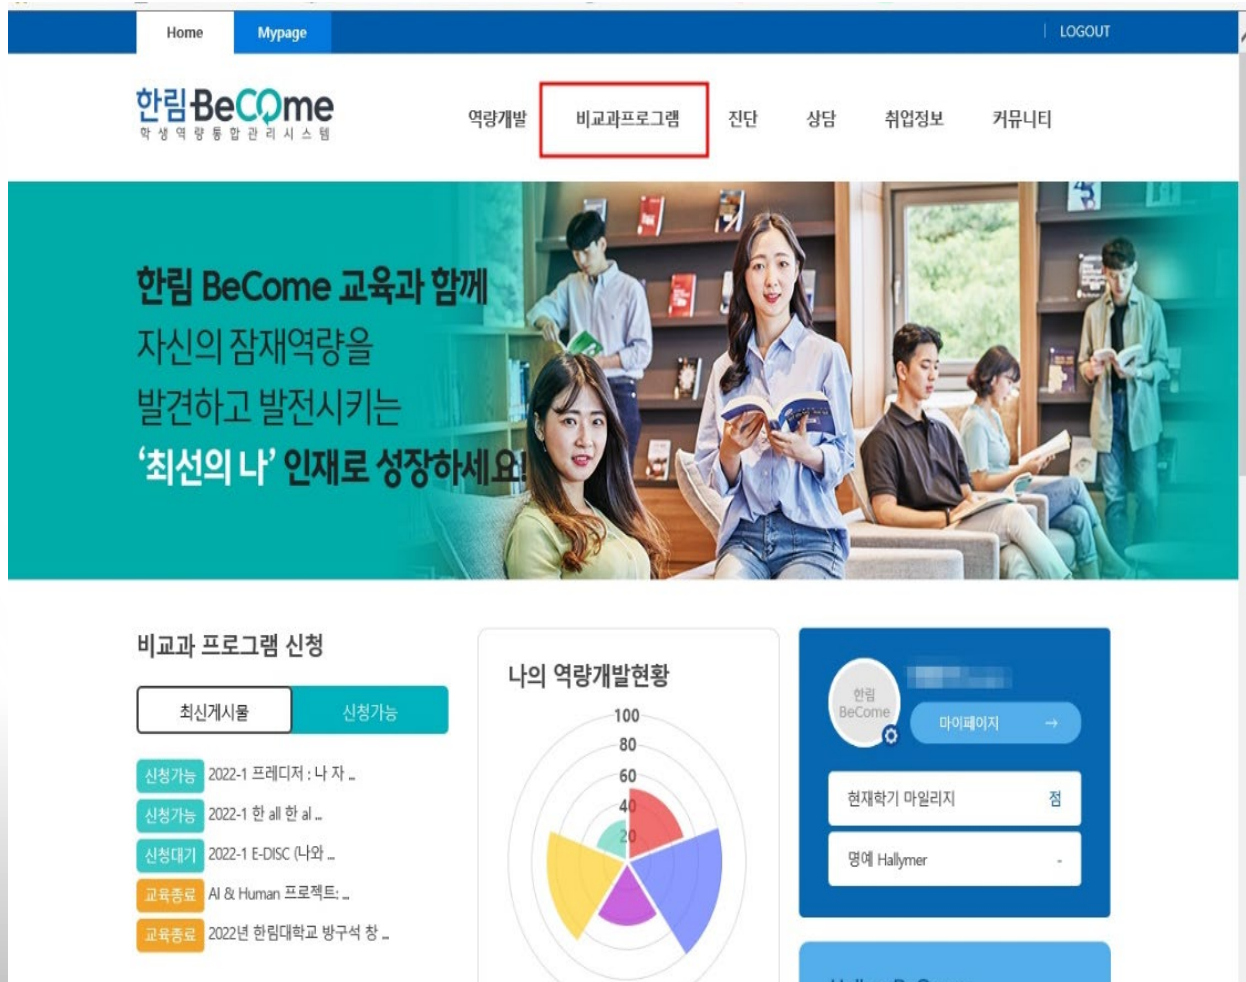 Home
Mypage
LOGOUT
한림 BeCome
학생역량통합관리시스템
역량개발
비교과프로그램
진단
상담
취업정보
커뮤니티
한림 BeCome 교육과 함께
자신의 잠재역량을
발견하고 발전시키는
‘최선의 나’ 인재로 성장하세요!
비교과 프로그램 신청
최신게시물
신청가능
신청가능 2022-1 프레디저 : 나 자 ...
신청가능 2022-1 한 all 한 al ...
신청대기 2022-1 E-DISC (나와 ...
교육종료 AI & Human 프로젝트: ...
교육종료 2022년 한림대학교 방구석 창 ...
나의 역량개발현황
100
80
60
40
20
한림
BeCome
마이페이지 →
현재학기 마일리지 점
명예 Hallymer -